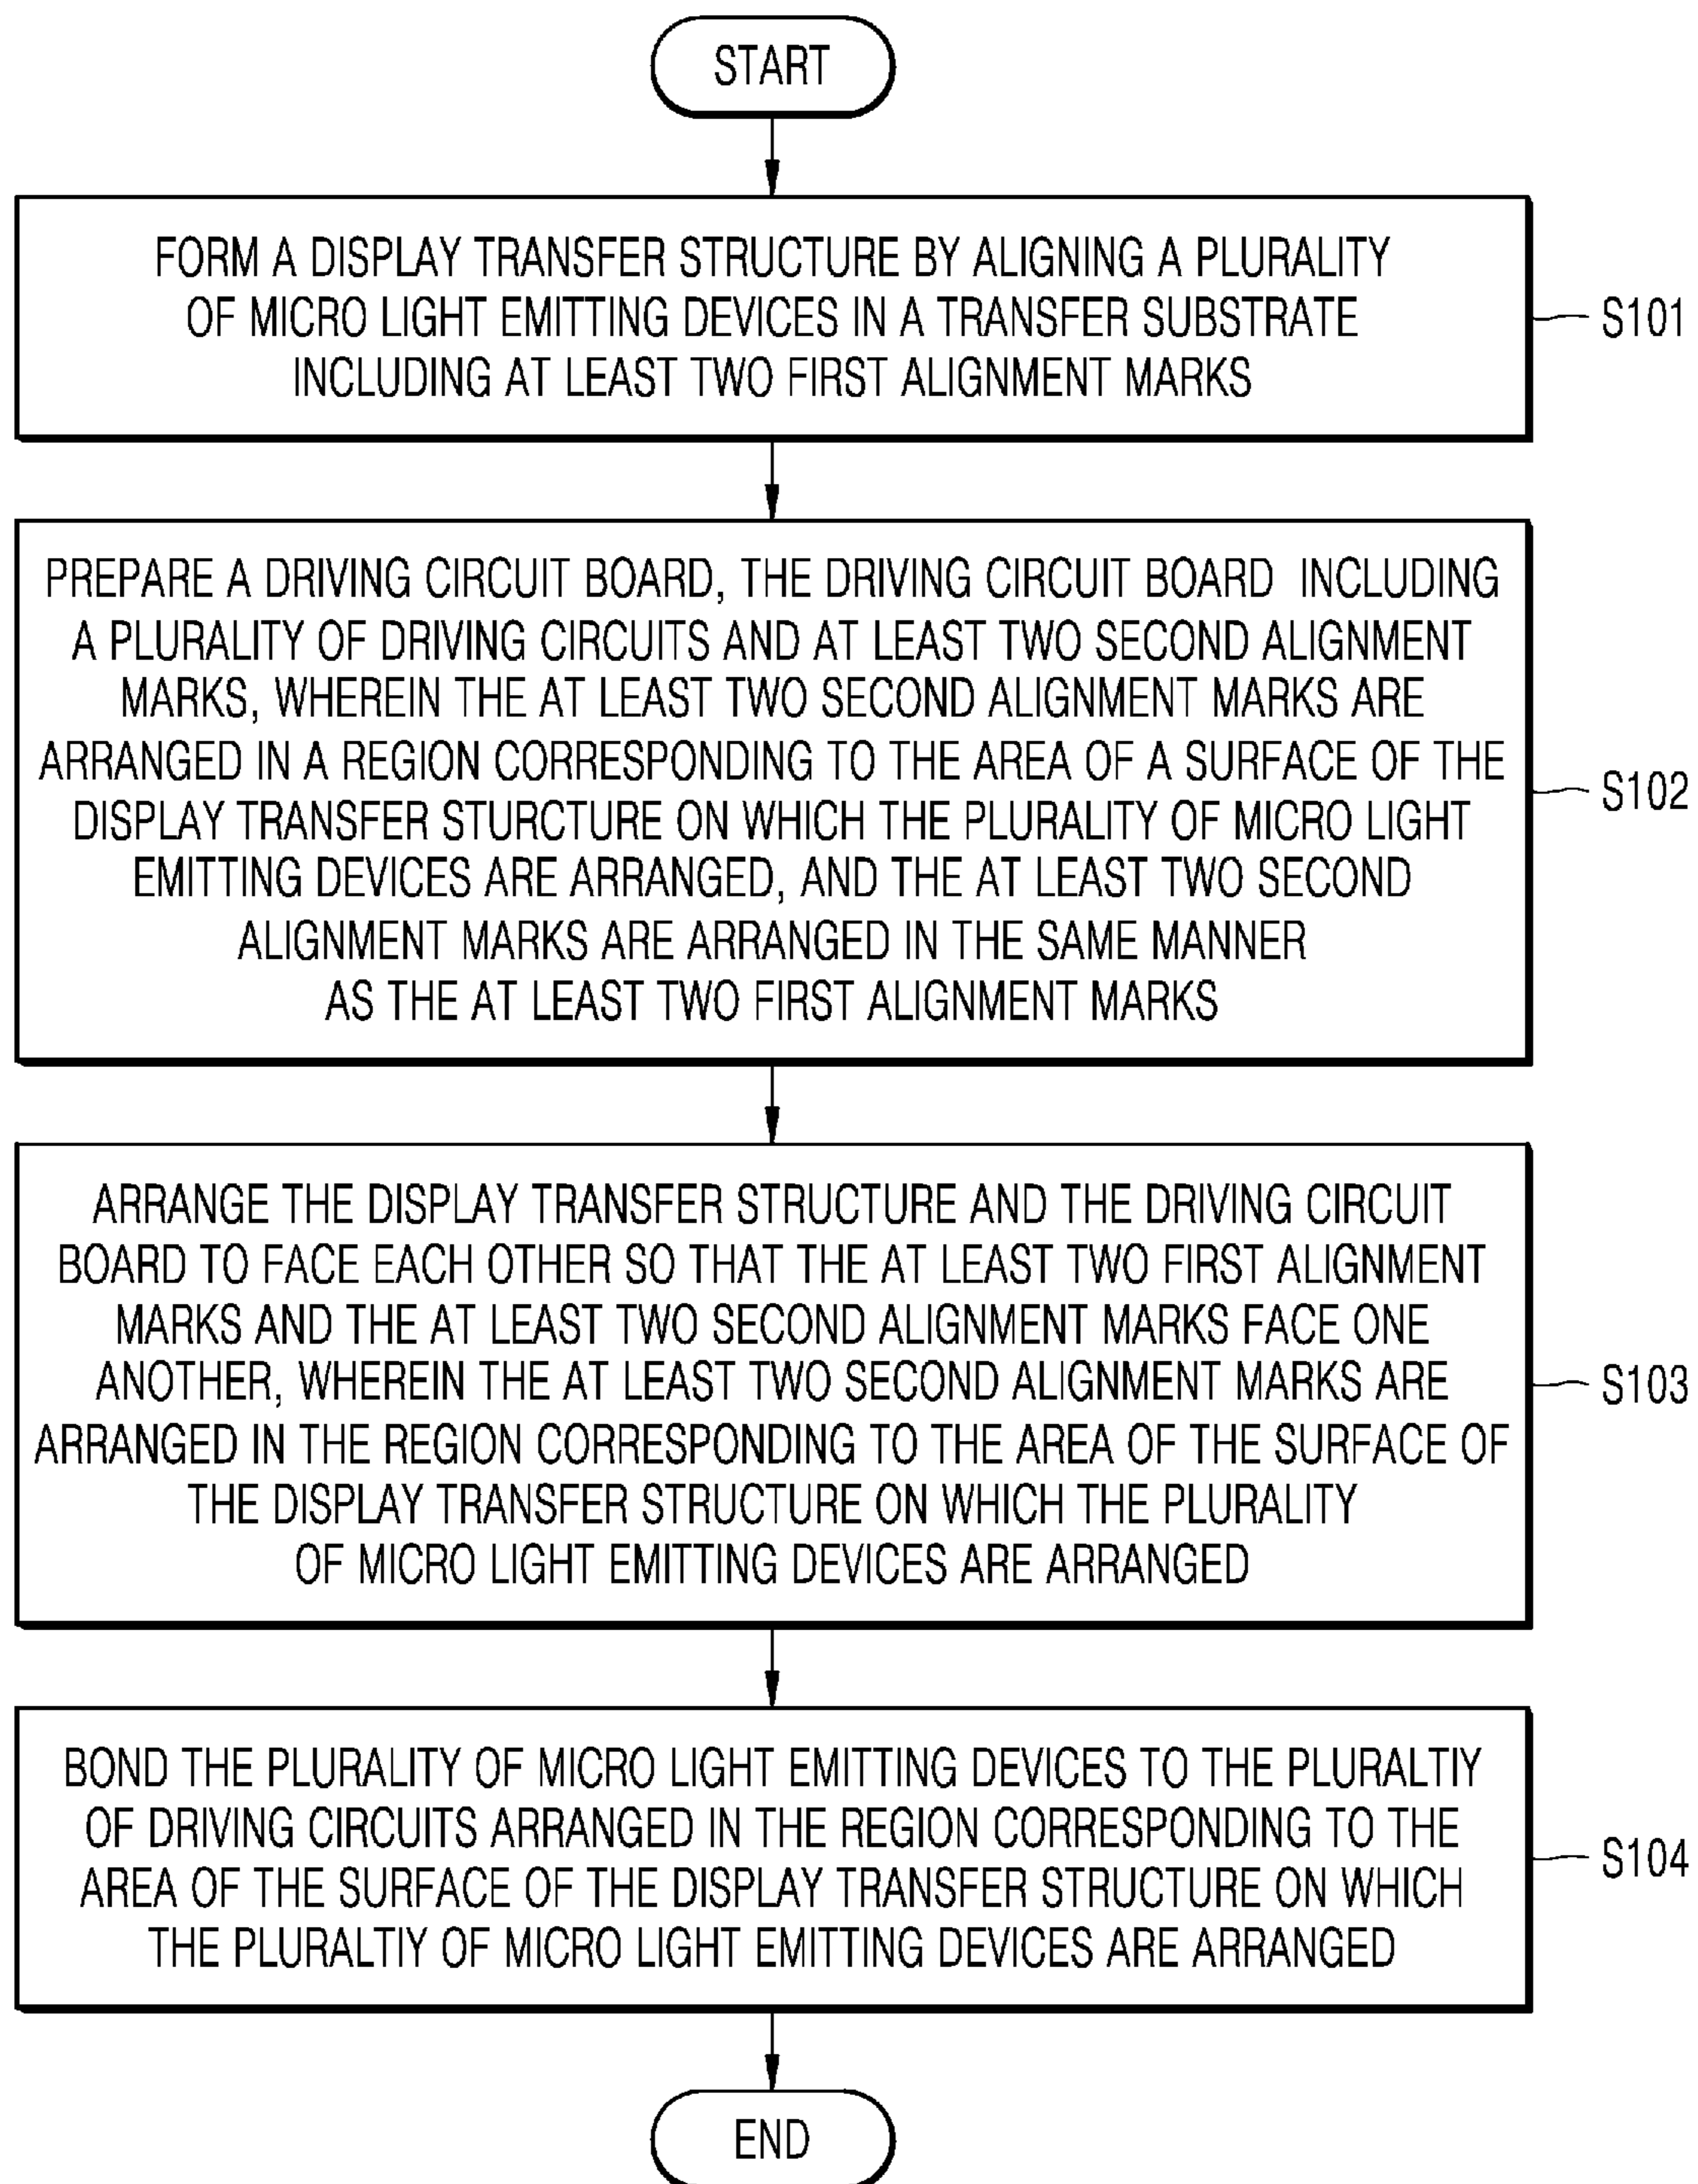 START
FORM A DISPLAY TRANSFER STRUCTURE BY ALIGNING A PLURALITY
OF MICRO LIGHT EMITTING DEVICES IN A TRANSFER SUBSTRATE
INCLUDING AT LEAST TWO FIRST ALIGNMENT MARKS
S101
PREPARE A DRIVING CIRCUIT BOARD, THE DRIVING CIRCUIT BOARD INCLUDING
A PLURALITY OF DRIVING CIRCUITS AND AT LEAST TWO SECOND ALIGNMENT
MARKS, WHEREIN THE AT LEAST TWO SECOND ALIGNMENT MARKS ARE
ARRANGED IN A REGION CORRESPONDING TO THE AREA OF A SURFACE OF THE
DISPLAY TRANSFER STURCTURE ON WHICH THE PLURALITY OF MICRO LIGHT
EMITTING DEVICES ARE ARRANGED, AND THE AT LEAST TWO SECOND
ALIGNMENT MARKS ARE ARRANGED IN THE SAME MANNER
AS THE AT LEAST TWO FIRST ALIGNMENT MARKS
S102
ARRANGE THE DISPLAY TRANSFER STRUCTURE AND THE DRIVING CIRCUIT
BOARD TO FACE EACH OTHER SO THAT THE AT LEAST TWO FIRST ALIGNMENT
MARKS AND THE AT LEAST TWO SECOND ALIGNMENT MARKS FACE ONE
ANOTHER, WHEREIN THE AT LEAST TWO SECOND ALIGNMENT MARKS ARE
ARRANGED IN THE REGION CORRESPONDING TO THE AREA OF THE SURFACE OF
THE DISPLAY TRANSFER STRUCTURE ON WHICH THE PLURALITY
OF MICRO LIGHT EMITTING DEVICES ARE ARRANGED
S103
BOND THE PLURALITY OF MICRO LIGHT EMITTING DEVICES TO THE PLURALTIY
OF DRIVING CIRCUITS ARRANGED IN THE REGION CORRESPONDING TO THE
AREA OF THE SURFACE OF THE DISPLAY TRANSFER STRUCTURE ON WHICH
THE PLURALTIY OF MICRO LIGHT EMITTING DEVICES ARE ARRANGED
S104
END